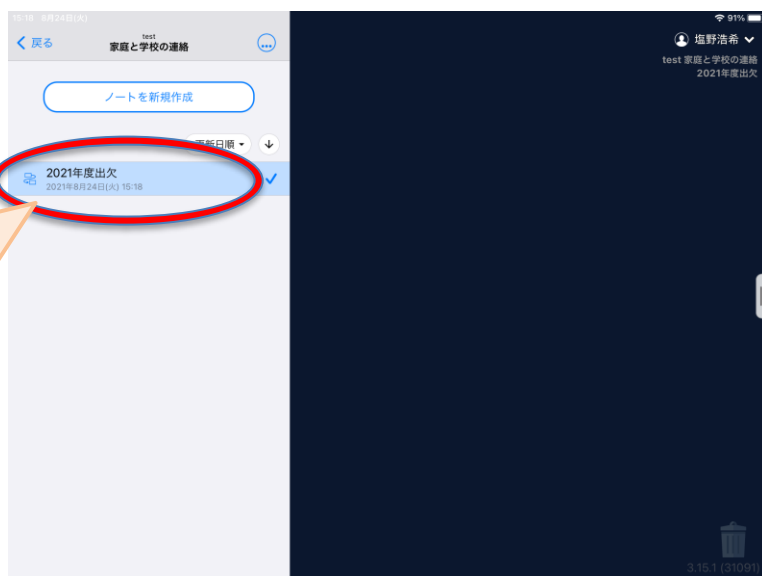 15:18 8月24日(火)
91%
戻る
test
家庭と学校の連絡
塩野浩希
test 家庭と学校の連絡
2021年度出欠
ノートを新規作成
更新日順
2021年度出欠
2021年8月24日(火) 15:18
3.15.1 (31091)